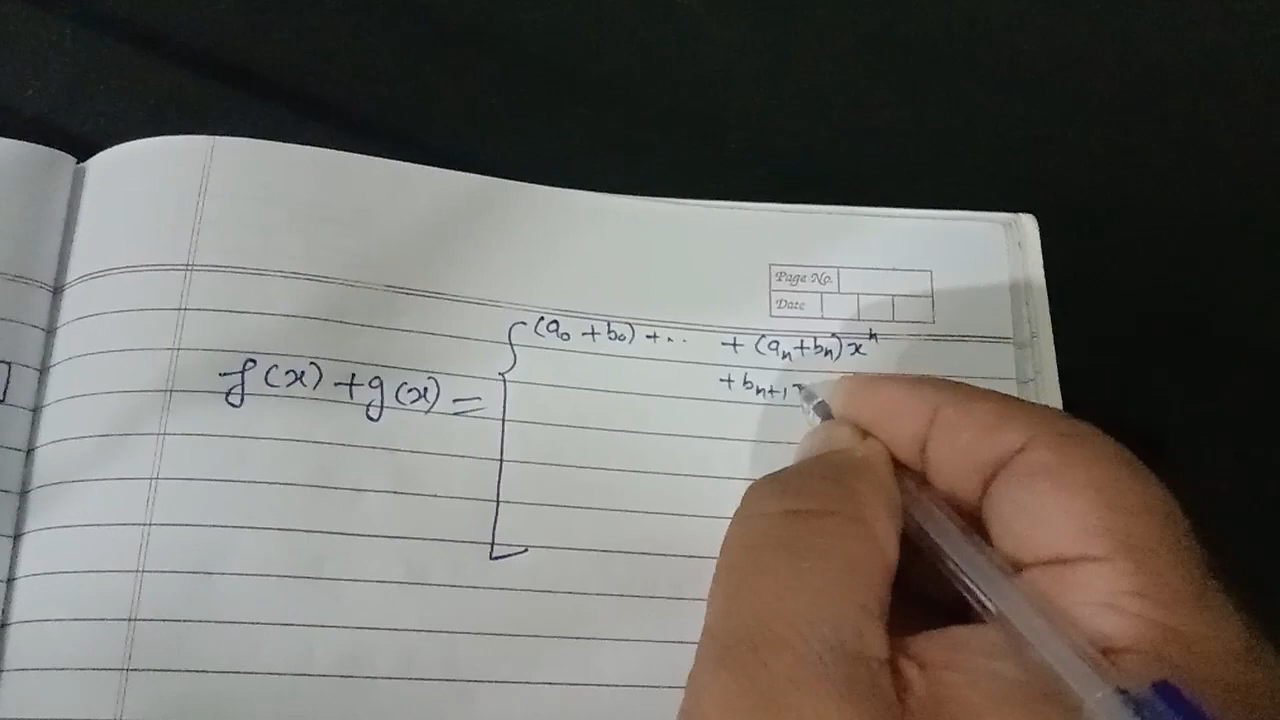 Page No.
Date
(a₀ + b₀) + .. + (aₙ+bₙ)xⁿ
f(x) + g(x) =
+ bₙ₊₁